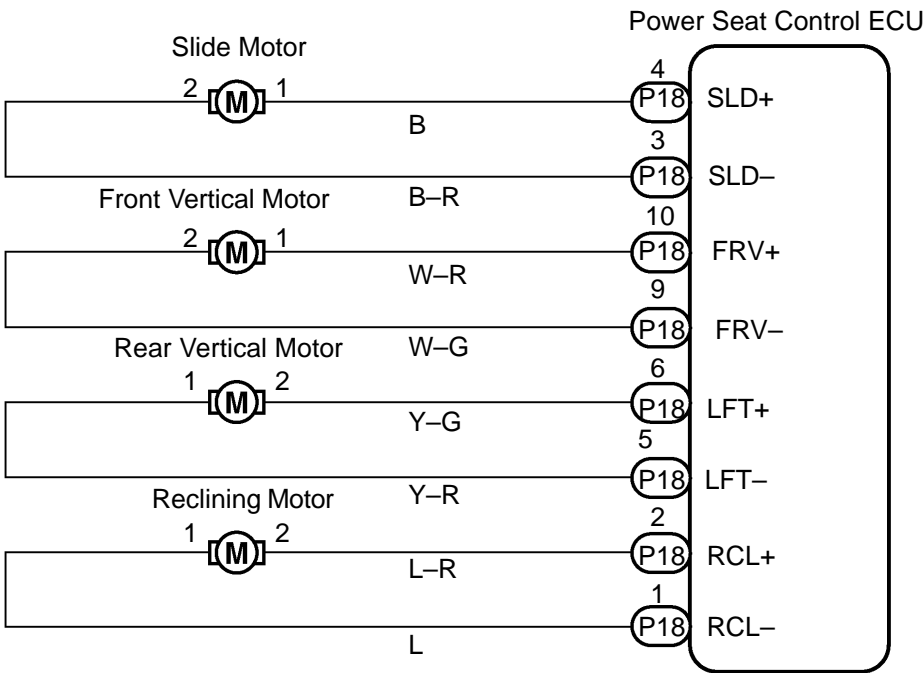 Power Seat Control ECU
Slide Motor
2 M 1
4
P18 SLD+
B
3
P18 SLD–
B–R
Front Vertical Motor
2 M 1
10
P18 FRV+
W–R
9
P18 FRV–
W–G
Rear Vertical Motor
1 M 2
6
P18 LFT+
Y–G
5
P18 LFT–
Y–R
Reclining Motor
1 M 2
2
P18 RCL+
L–R
1
P18 RCL–
L